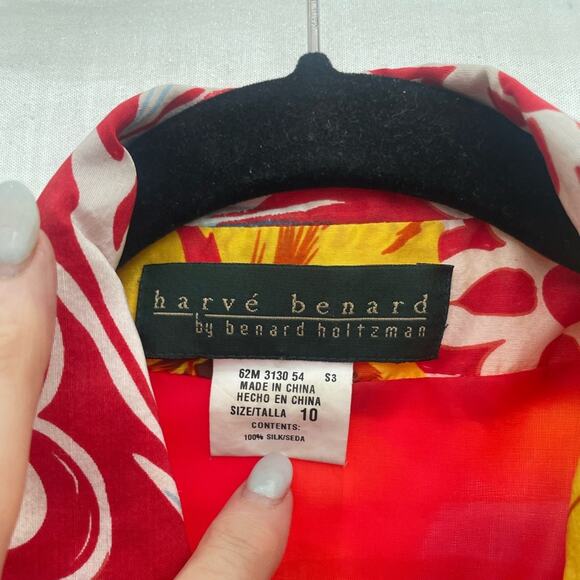 harvé benard
by benard holtzman
62M 3130 54 S3
MADE IN CHINA
HECHO EN CHINA
SIZE/TALLA 10
CONTENTS:
100% SILK/SEDA